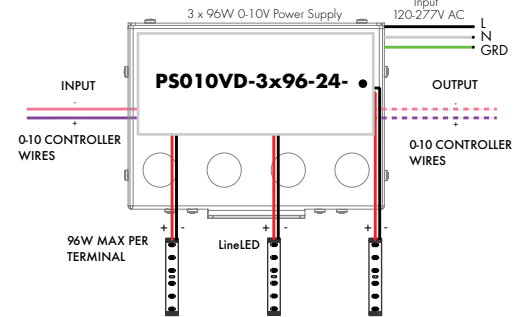 3 x 96W 0-10V Power Supply
Input
120-277V AC
L
N
GRD
PS010VD-3x96-24-
INPUT
-
+
0-10 CONTROLLER
WIRES
OUTPUT
-
+
0-10 CONTROLLER
WIRES
+ -
+ -
+ -
96W MAX PER
TERMINAL
LineLED